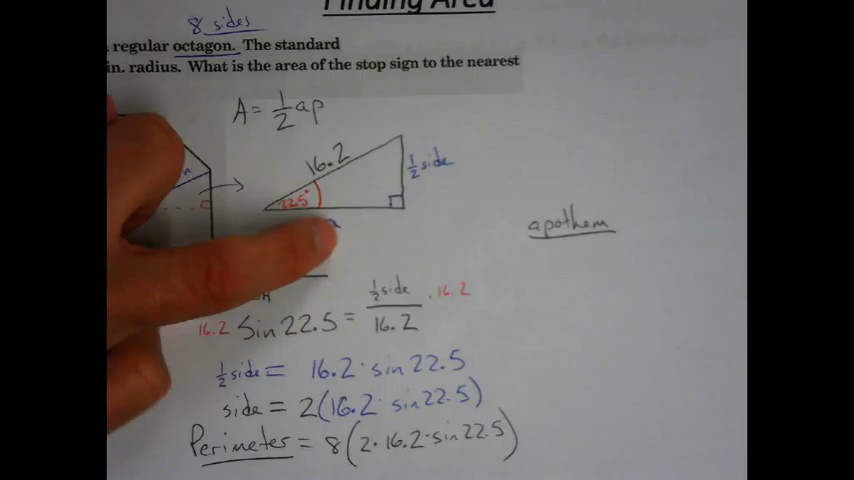 Finding Area
8 sides
regular octagon. The standard
in. radius. What is the area of the stop sign to the nearest
A = 1/2 ap
16.2
1/2 side
22.5°
a
apothem
16.2 Sin 22.5 = 1/2 side / 16.2 · 16.2
1/2 side = 16.2 · sin 22.5
side = 2(16.2 · sin 22.5)
Perimeter = 8(2 · 16.2 · sin 22.5)